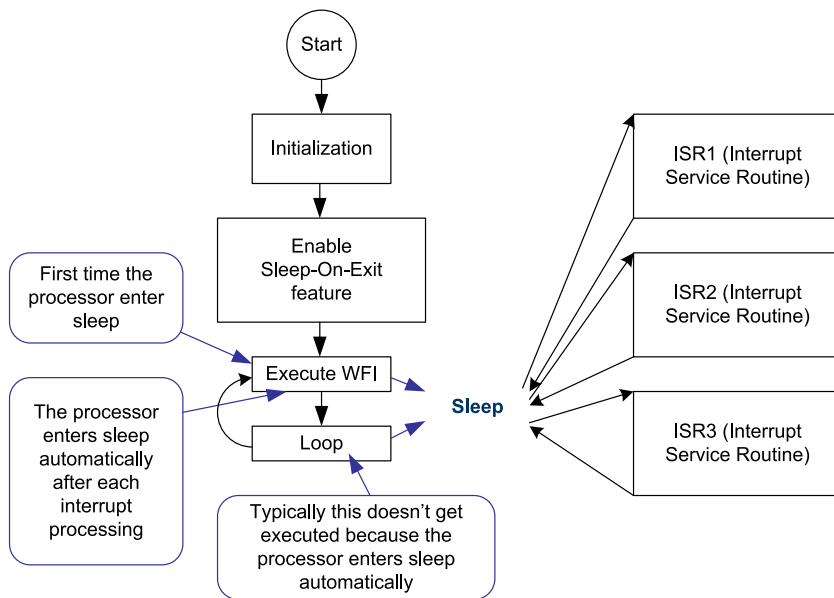 Start
Initialization
Enable
Sleep-On-Exit
feature
First time the
processor enter
sleep
Execute WFI
The processor
enters sleep
automatically
after each
interrupt
processing
Loop
Typically this doesn’t get
executed because the
processor enters sleep
automatically
Sleep
ISR1 (Interrupt
Service Routine)
ISR2 (Interrupt
Service Routine)
ISR3 (Interrupt
Service Routine)